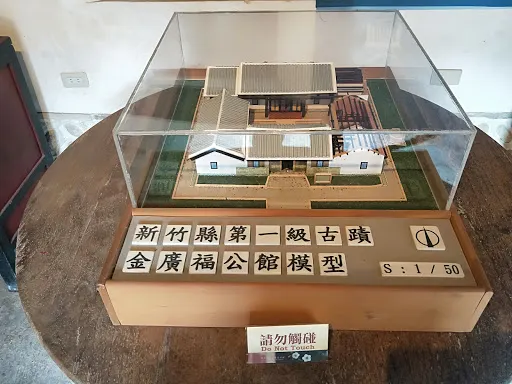 新竹縣第一級古蹟
金廣福公館模型
S:1/50
請勿觸碰
Do Not Touch